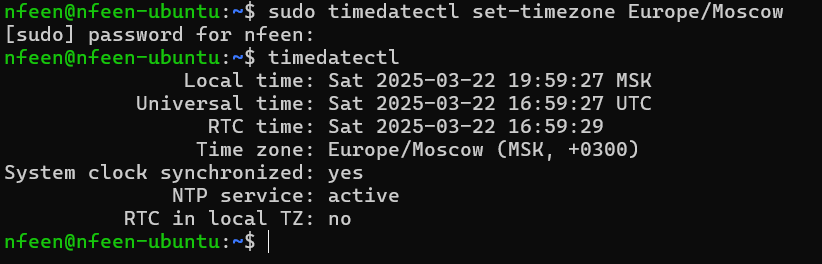 nfeen@nfeen-ubuntu:~$ sudo timedatectl set-timezone Europe/Moscow
[sudo] password for nfeen:
nfeen@nfeen-ubuntu:~$ timedatectl
               Local time: Sat 2025-03-22 19:59:27 MSK
           Universal time: Sat 2025-03-22 16:59:27 UTC
                 RTC time: Sat 2025-03-22 16:59:29
                Time zone: Europe/Moscow (MSK, +0300)
System clock synchronized: yes
              NTP service: active
          RTC in local TZ: no
nfeen@nfeen-ubuntu:~$